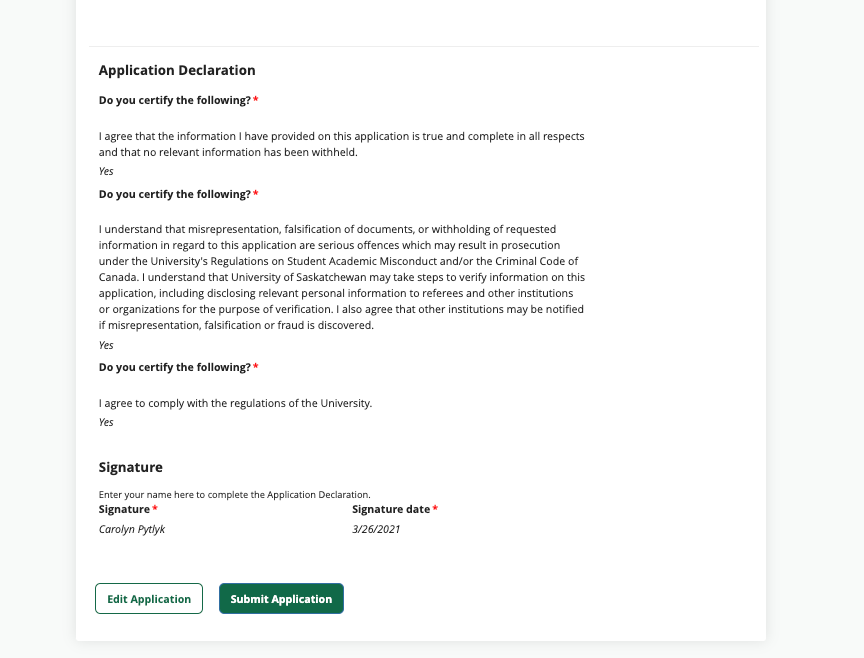 Application Declaration
Do you certify the following? *
I agree that the information I have provided on this application is true and complete in all respects
and that no relevant information has been withheld.
Yes
Do you certify the following? *
I understand that misrepresentation, falsification of documents, or withholding of requested
information in regard to this application are serious offences which may result in prosecution
under the University's Regulations on Student Academic Misconduct and/or the Criminal Code of
Canada. I understand that University of Saskatchewan may take steps to verify information on this
application, including disclosing relevant personal information to referees and other institutions
or organizations for the purpose of verification. I also agree that other institutions may be notified
if misrepresentation, falsification or fraud is discovered.
Yes
Do you certify the following? *
I agree to comply with the regulations of the University.
Yes
Signature
Enter your name here to complete the Application Declaration.
Signature * Signature date *
Carolyn Pytlyk 3/26/2021
Edit Application Submit Application